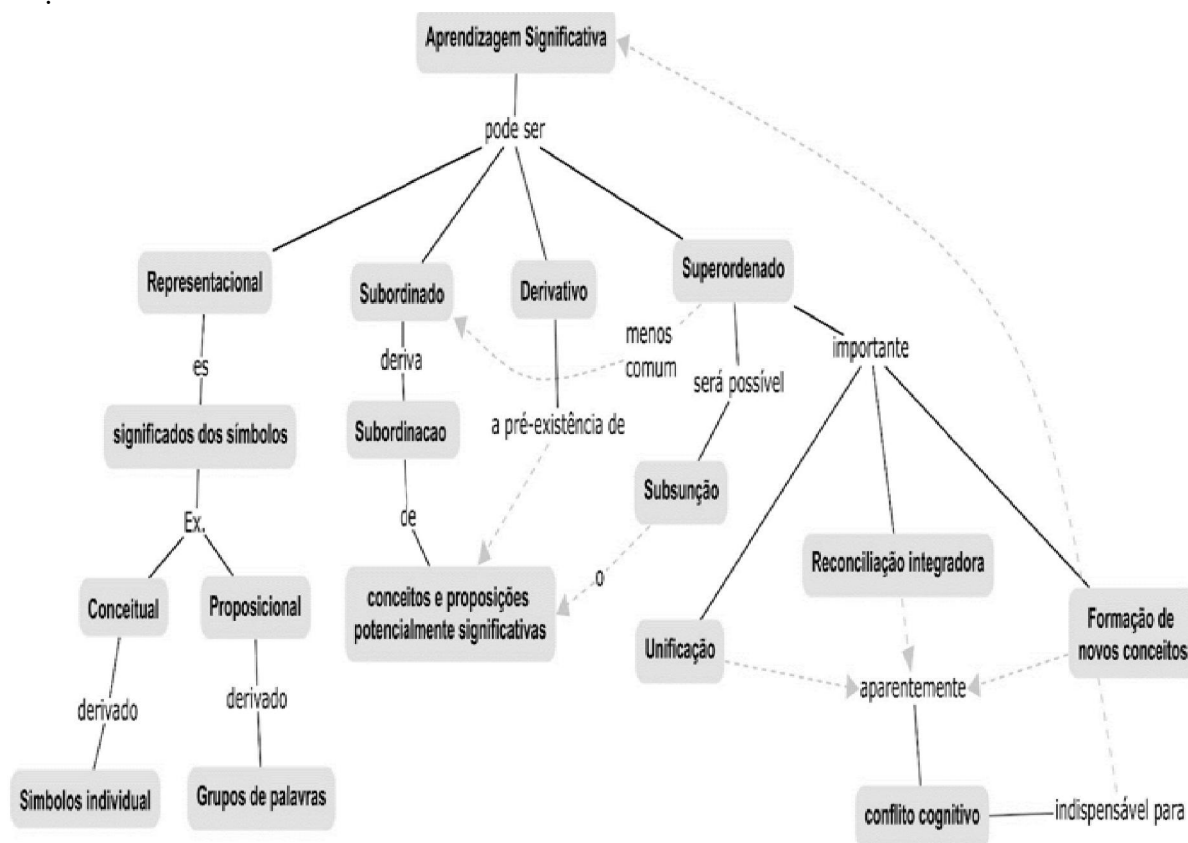 Aprendizagem Significativa
pode ser
Representacional
Subordinado
Derivativo
Superordenado
es
deriva
menos
comum
será possível
importante
significados dos símbolos
Subordinacao
a pré-existência de
Subsunção
Ex.
de
o
Reconciliação integradora
Conceitual
Proposicional
conceitos e proposições
potencialmente significativas
Unificação
Formação de
novos conceitos
aparentemente
derivado
derivado
Simbolos individual
Grupos de palavras
conflito cognitivo
indispensável para